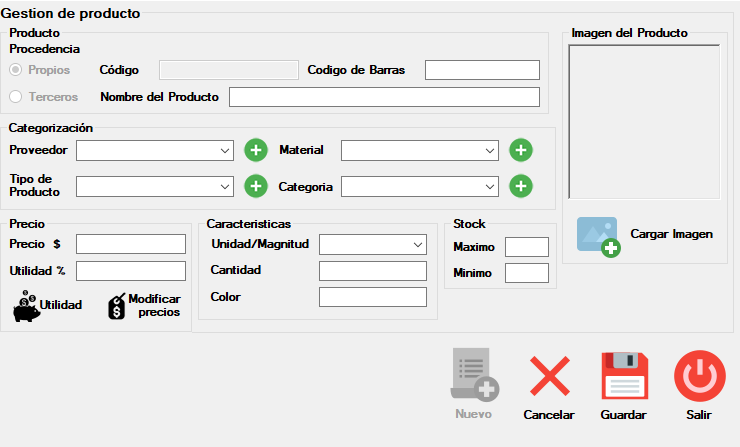 Gestion de producto
Producto
Procedencia
Propios
Código
Codigo de Barras
Terceros
Nombre del Producto
Imagen del Producto
Categorización
Proveedor
Material
Tipo de
Producto
Categoria
Cargar Imagen
Precio
Precio $
Utilidad %
Utilidad
Modificar
precios
Caracteristicas
Unidad/Magnitud
Cantidad
Color
Stock
Maximo
Minimo
Nuevo
Cancelar
Guardar
Salir